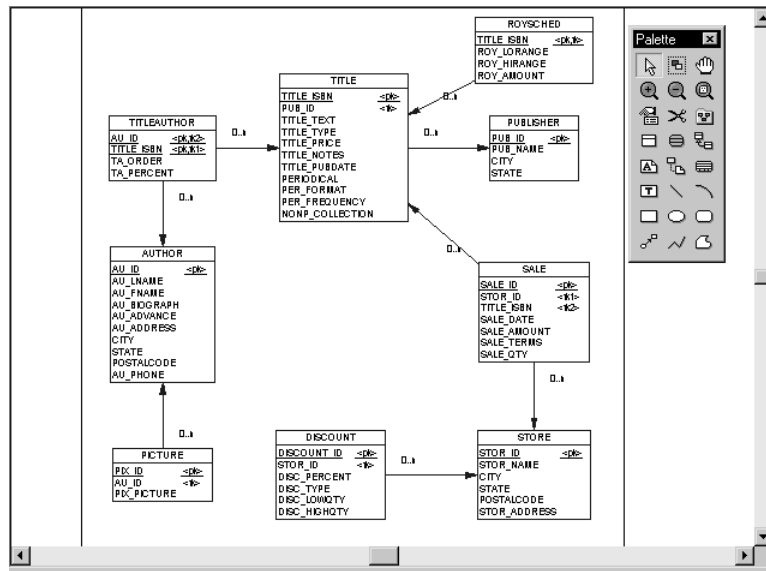 ROYSCHED
TITLE_ISBN <pk,fk>
ROY_LORANGE
ROY_HIRANGE
ROY_AMOUNT
0..n
Palette
TITLE
TITLE_ISBN <pk>
PUB_ID <fk>
TITLE_TEXT
TITLE_TYPE
TITLE_PRICE
TITLE_NOTES
TITLE_PUBDATE
PERIODICAL
PER_FORMAT
PER_FREQUENCY
NONP_COLLECTION
TITLEAUTHOR
AU_ID <pk,fk2>
TITLE_ISBN <pk,fk1>
TA_ORDER
TA_PERCENT
0..n
0..n
PUBLISHER
PUB_ID <pk>
PUB_NAME
CITY
STATE
0..n
0..n
AUTHOR
AU_ID <pk>
AU_LNAME
AU_FNAME
AU_BIOGRAPH
AU_ADVANCE
AU_ADDRESS
CITY
STATE
POSTALCODE
AU_PHONE
0..n
SALE
SALE_ID <pk>
STOR_ID <fk1>
TITLE_ISBN <fk2>
SALE_DATE
SALE_AMOUNT
SALE_TERMS
SALE_QTY
0..n
0..n
PICTURE
PIX_ID <pk>
AU_ID <fk>
PIX_PICTURE
DISCOUNT
DISCOUNT_ID <pk>
STOR_ID <fk>
DISC_PERCENT
DISC_TYPE
DISC_LOWQTY
DISC_HIGHQTY
0..n
STORE
STOR_ID <pk>
STOR_NAME
CITY
STATE
POSTALCODE
STOR_ADDRESS